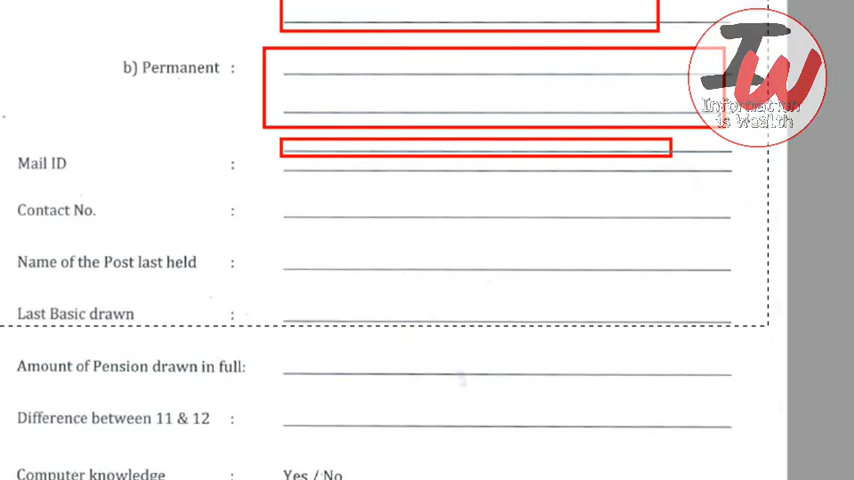 b) Permanent :
Mail ID :
Contact No. :
Name of the Post last held :
Last Basic drawn :
Amount of Pension drawn in full:
Difference between 11 & 12 :
Computer knowledge : Yes / No
IW
Information
is Wealth